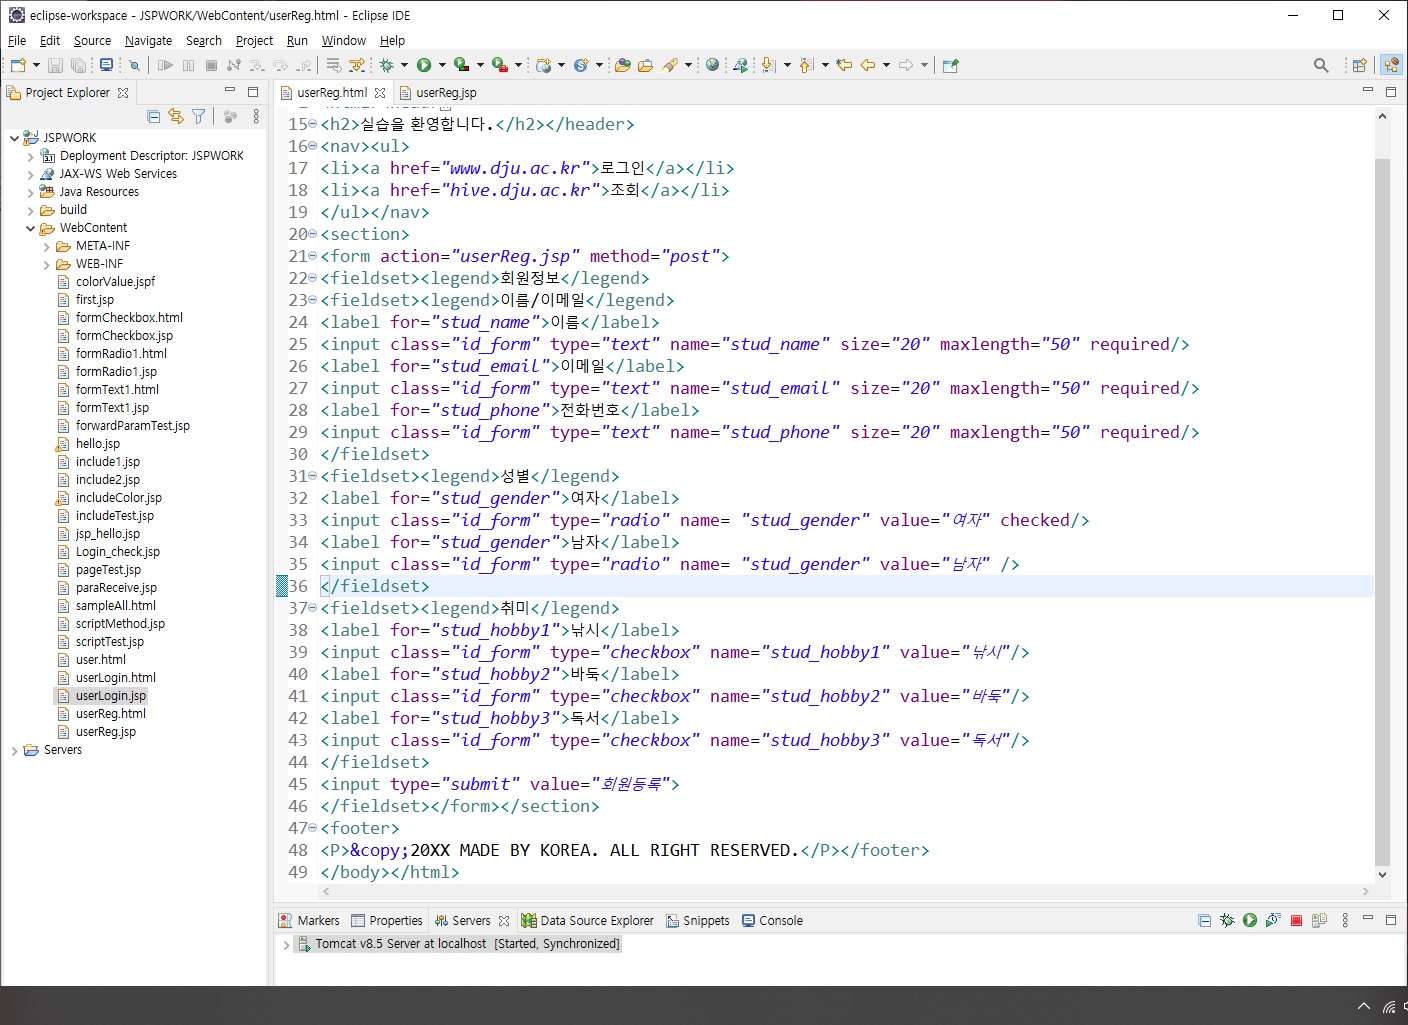 eclipse-workspace - JSPWORK/WebContent/userReg.html - Eclipse IDE
File Edit Source Navigate Search Project Run Window Help
Project Explorer
JSPWORK
Deployment Descriptor: JSPWORK
JAX-WS Web Services
Java Resources
build
WebContent
META-INF
WEB-INF
colorValue.jspf
first.jsp
formCheckbox.html
formCheckbox.jsp
formRadio1.html
formRadio1.jsp
formText1.html
formText1.jsp
forwardParamTest.jsp
hello.jsp
include1.jsp
include2.jsp
includeColor.jsp
includeTest.jsp
jsp_hello.jsp
Login_check.jsp
pageTest.jsp
paraReceive.jsp
sampleAll.html
scriptMethod.jsp
scriptTest.jsp
user.html
userLogin.html
userLogin.jsp
userReg.html
userReg.jsp
Servers
userReg.html userReg.jsp
15 <h2>실습을 환영합니다.</h2></header>
16 <nav><ul>
17 <li><a href="www.dju.ac.kr">로그인</a></li>
18 <li><a href="hive.dju.ac.kr">조회</a></li>
19 </ul></nav>
20 <section>
21 <form action="userReg.jsp" method="post">
22 <fieldset><legend>회원정보</legend>
23 <fieldset><legend>이름/이메일</legend>
24 <label for="stud_name">이름</label>
25 <input class="id_form" type="text" name="stud_name" size="20" maxlength="50" required/>
26 <label for="stud_email">이메일</label>
27 <input class="id_form" type="text" name="stud_email" size="20" maxlength="50" required/>
28 <label for="stud_phone">전화번호</label>
29 <input class="id_form" type="text" name="stud_phone" size="20" maxlength="50" required/>
30 </fieldset>
31 <fieldset><legend>성별</legend>
32 <label for="stud_gender">여자</label>
33 <input class="id_form" type="radio" name= "stud_gender" value="여자" checked/>
34 <label for="stud_gender">남자</label>
35 <input class="id_form" type="radio" name= "stud_gender" value="남자" />
36 </fieldset>
37 <fieldset><legend>취미</legend>
38 <label for="stud_hobby1">낚시</label>
39 <input class="id_form" type="checkbox" name="stud_hobby1" value="낚시"/>
40 <label for="stud_hobby2">바둑</label>
41 <input class="id_form" type="checkbox" name="stud_hobby2" value="바둑"/>
42 <label for="stud_hobby3">독서</label>
43 <input class="id_form" type="checkbox" name="stud_hobby3" value="독서"/>
44 </fieldset>
45 <input type="submit" value="회원등록">
46 </fieldset></form></section>
47 <footer>
48 <P>&copy;20XX MADE BY KOREA. ALL RIGHT RESERVED.</P></footer>
49 </body></html>
Markers Properties Servers Data Source Explorer Snippets Console
Tomcat v8.5 Server at localhost [Started, Synchronized]